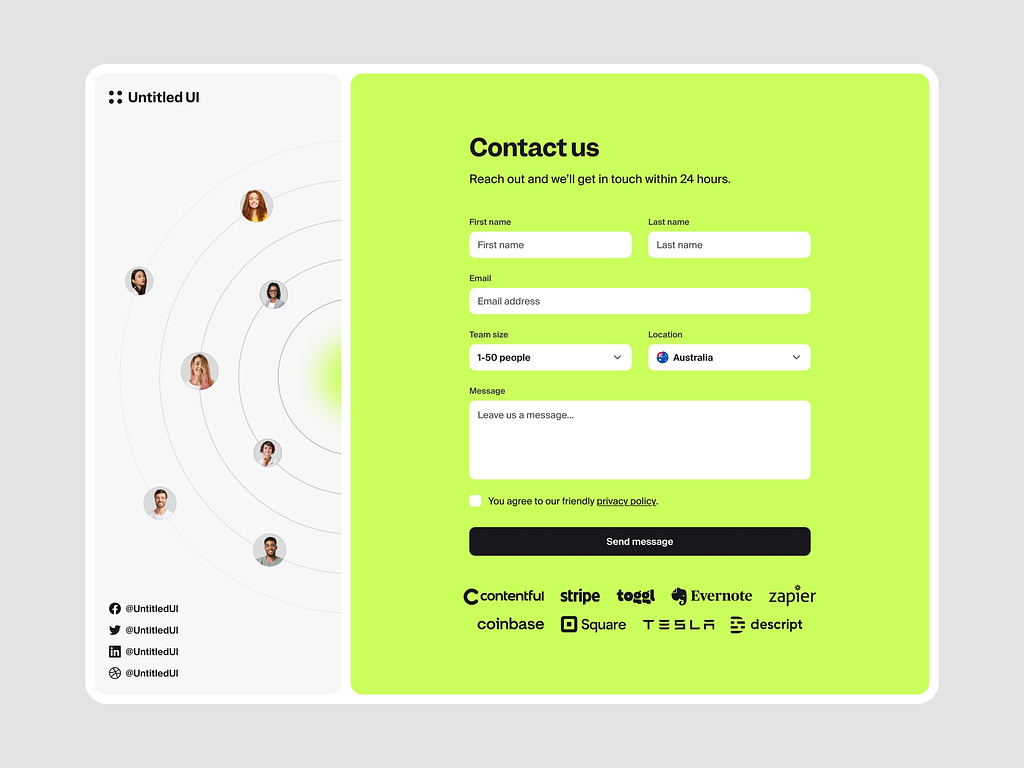 Untitled UI
@UntitledUI
@UntitledUI
@UntitledUI
@UntitledUI
Contact us
Reach out and we'll get in touch within 24 hours.
First name
Last name
First name
Last name
Email
Email address
Team size
Location
1-50 people
Australia
Message
Leave us a message...
You agree to our friendly privacy policy.
Send message
contentful stripe toggl Evernote zapier
coinbase Square TESLA descript